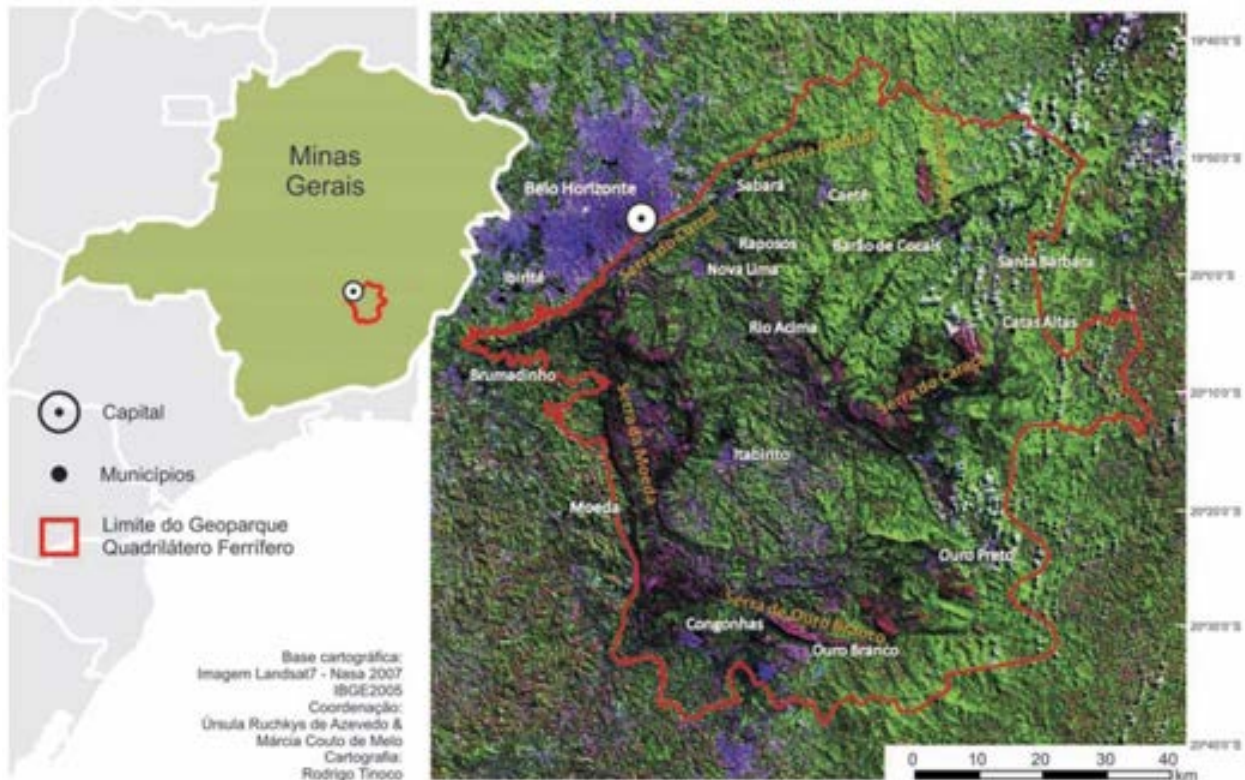 Minas
Gerais
Capital
Municípios
Limite do Geoparque
Quadrilátero Ferrífero
Base cartográfica:
Imagem Landsat7 - Nasa 2007
IBGE2005
Coordenação:
Úrsula Ruchkys de Azevedo &
Márcia Couto de Melo
Cartografia:
Rodrigo Tinoco
Belo Horizonte
Sabará
Caeté
Serra do Curral
Raposos
Barão de Cocais
Ibirité
Nova Lima
Santa Bárbara
Rio Acima
Catas Altas
Brumadinho
Serra do Caraça
Serra da Moeda
Itabirito
Moeda
Ouro Preto
Serra de Ouro Branco
Congonhas
Ouro Branco
19°40'0"S
19°50'0"S
20°0'0"S
20°10'0"S
20°20'0"S
20°30'0"S
20°40'0"S
0 10 20 30 40
km